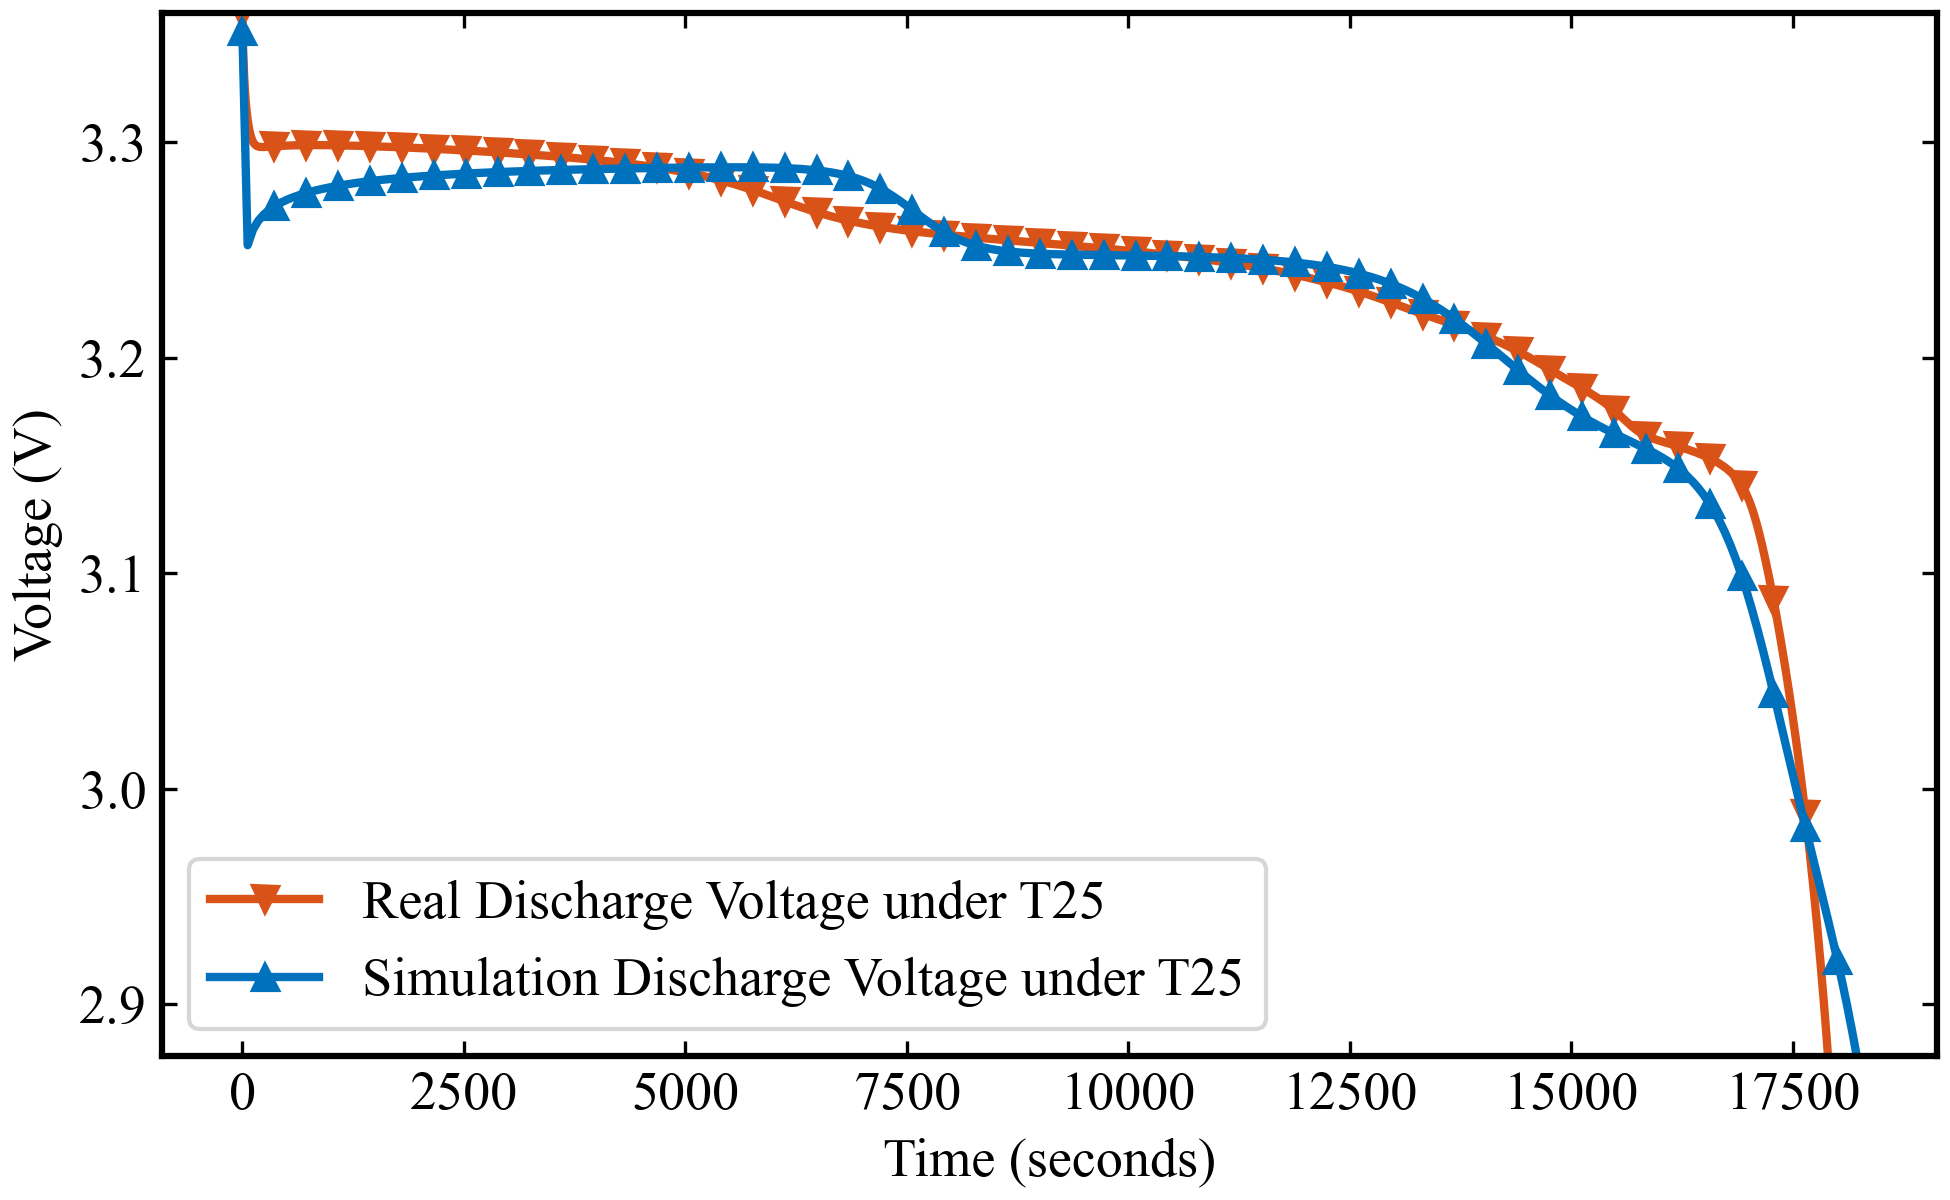 3.3
3.2
3.1
3.0
2.9
Voltage (V)
Real Discharge Voltage under T25
Simulation Discharge Voltage under T25
0 2500 5000 7500 10000 12500 15000 17500
Time (seconds)